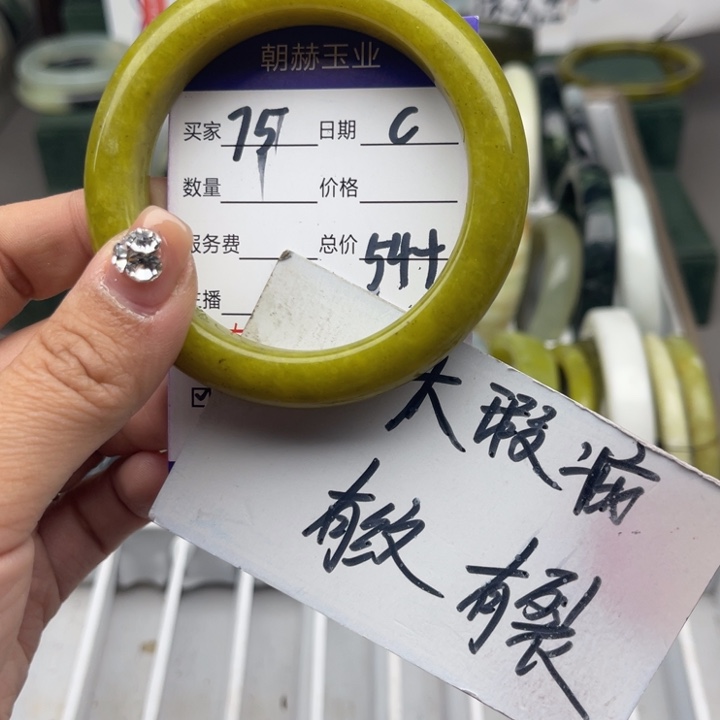 朝赫玉业
买家 75 日期 C
数量 价格
服务费 总价 544
主播
大瑕疵
有纹 有裂